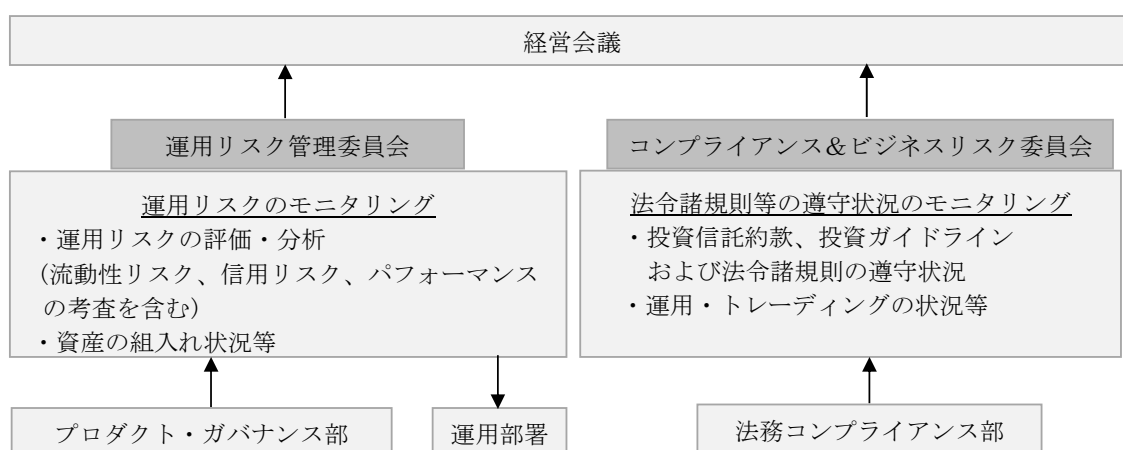 経営会議
運用リスク管理委員会
運用リスクのモニタリング
・運用リスクの評価・分析
(流動性リスク、信用リスク、パフォーマンス
の考査を含む)
・資産の組入れ状況等
コンプライアンス&ビジネスリスク委員会
法令諸規則等の遵守状況のモニタリング
・投資信託約款、投資ガイドライン
および法令諸規則の遵守状況
・運用・トレーディングの状況等
プロダクト・ガバナンス部
運用部署
法務コンプライアンス部